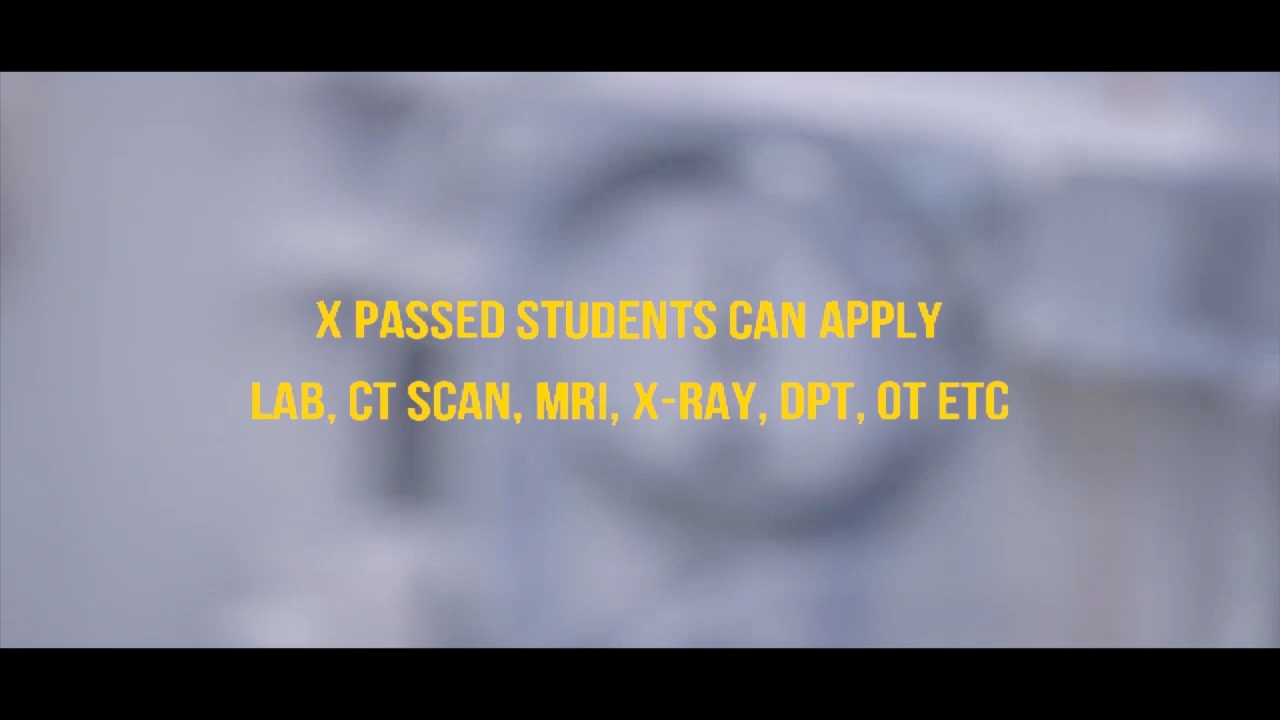 X PASSED STUDENTS CAN APPLY
LAB, CT SCAN, MRI, X-RAY, DPT, OT ETC